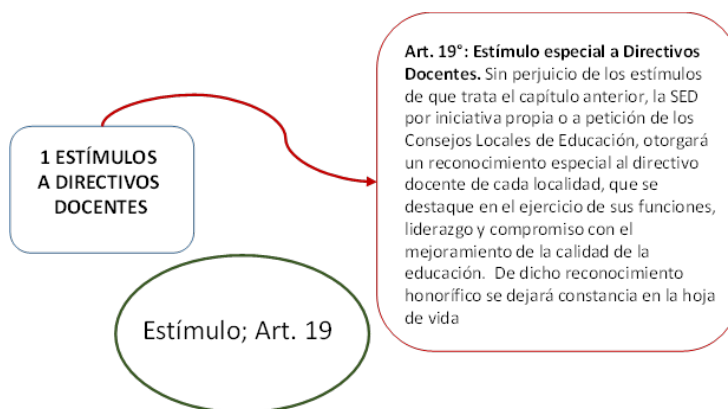 1 ESTÍMULOS
A DIRECTIVOS
DOCENTES
Art. 19°: Estímulo especial a Directivos
Docentes. Sin perjuicio de los estímulos
de que trata el capítulo anterior, la SED
por iniciativa propia o a petición de los
Consejos Locales de Educación, otorgará
un reconocimiento especial al directivo
docente de cada localidad, que se
destaque en el ejercicio de sus funciones,
liderazgo y compromiso con el
mejoramiento de la calidad de la
educación. De dicho reconocimiento
honorífico se dejará constancia en la hoja
de vida
Estímulo; Art. 19